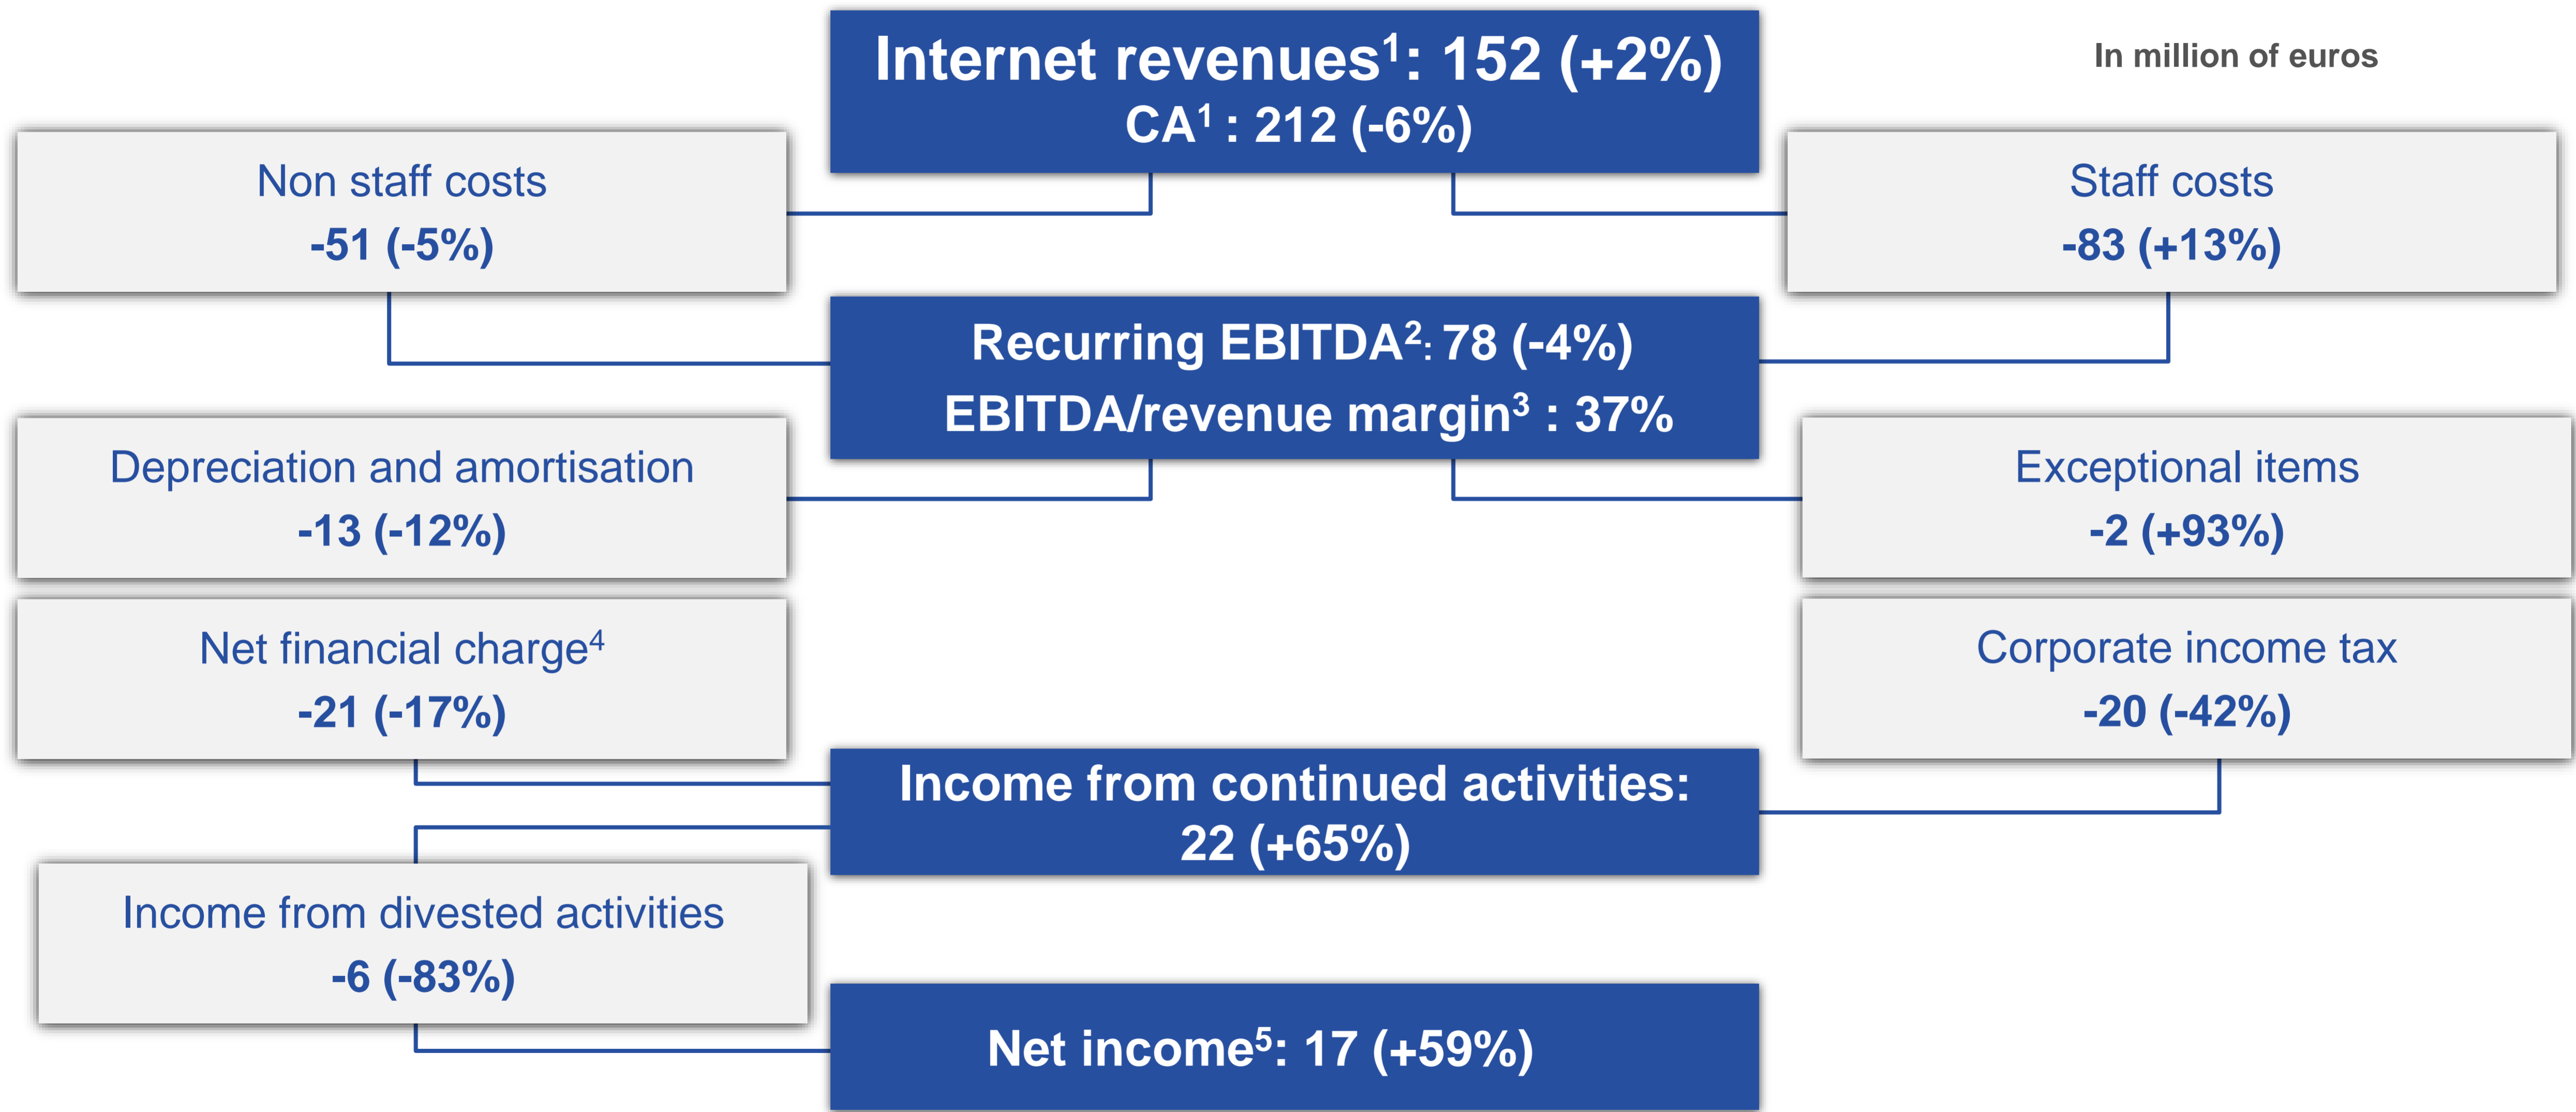 Internet revenues¹: 152 (+2%)
CA¹ : 212 (-6%)
In million of euros
Non staff costs
-51 (-5%)
Staff costs
-83 (+13%)
Recurring EBITDA²: 78 (-4%)
EBITDA/revenue margin³ : 37%
Depreciation and amortisation
-13 (-12%)
Exceptional items
-2 (+93%)
Net financial charge⁴
-21 (-17%)
Corporate income tax
-20 (-42%)
Income from continued activities:
22 (+65%)
Income from divested activities
-6 (-83%)
Net income⁵: 17 (+59%)